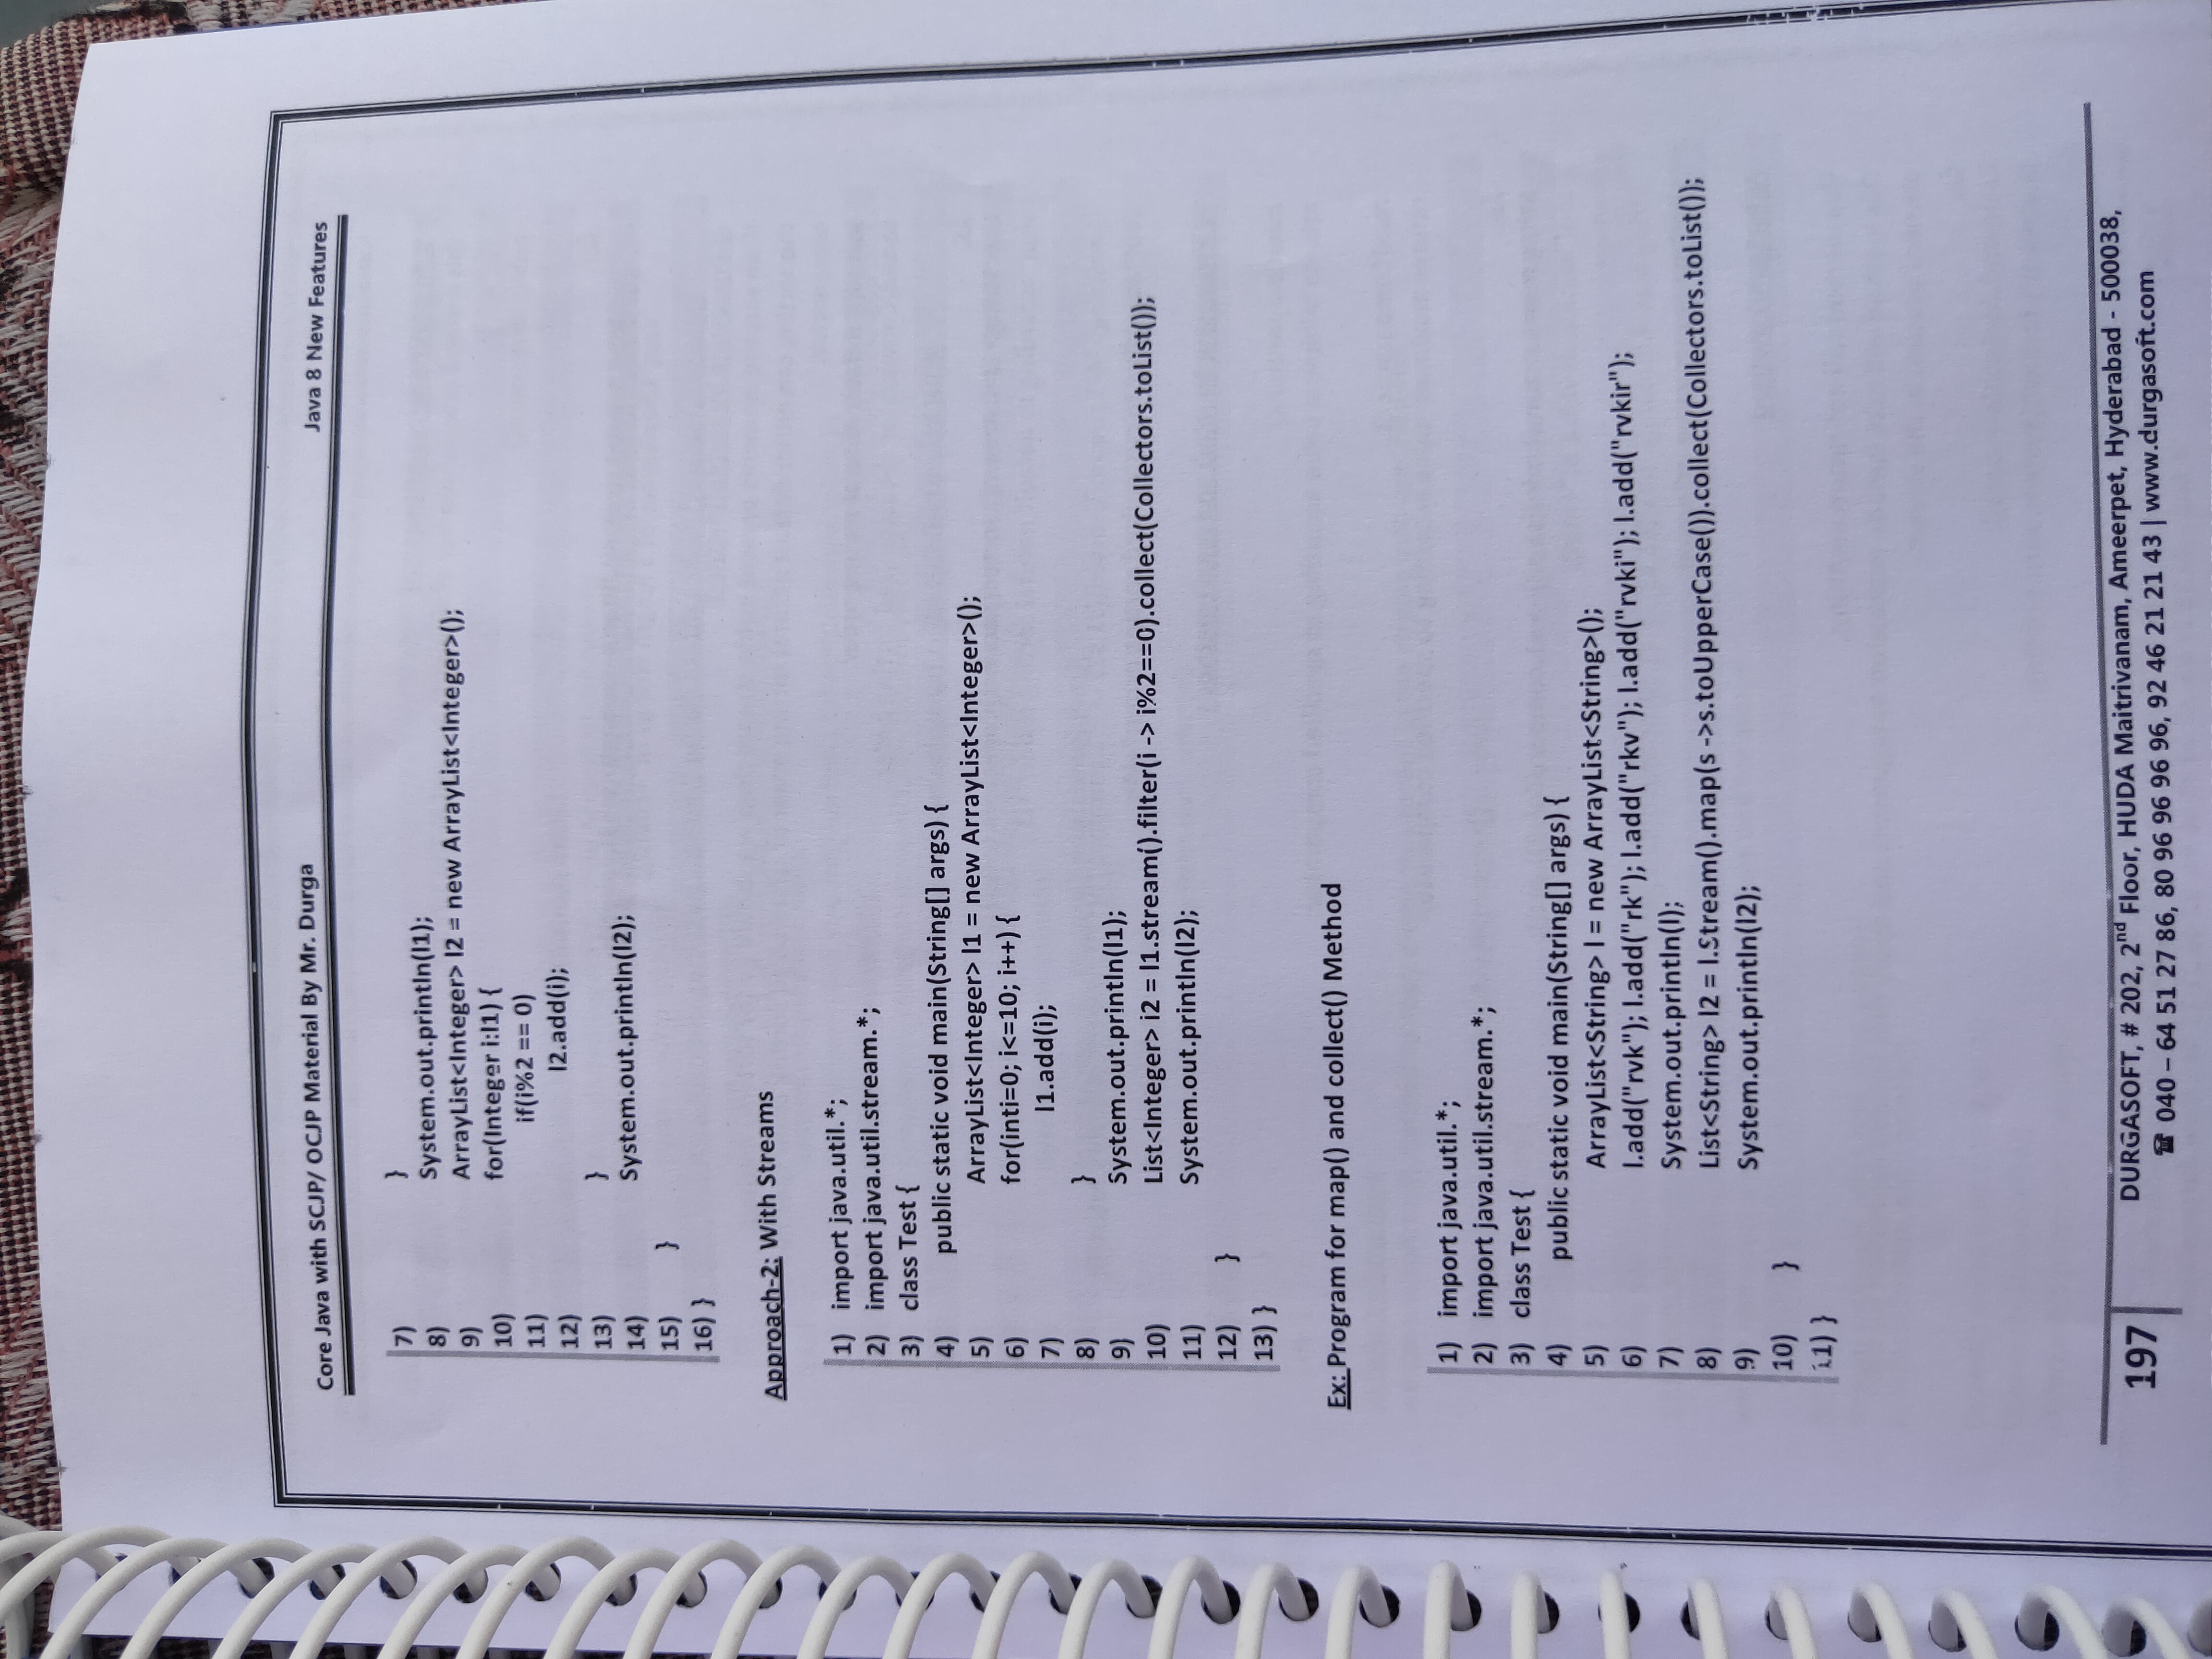 Core Java with SCJP/ OCJP Material By Mr. Durga Java 8 New Features
7) }
8) System.out.println(l1);
9) ArrayList<Integer> l2 = new ArrayList<Integer>();
10) for(Integer i:l1) {
11) if(i%2 == 0)
12) l2.add(i);
13) }
14) System.out.println(l2);
15) }
16) }
Approach-2: With Streams
1) import java.util.*;
2) import java.util.stream.*;
3) class Test {
4) public static void main(String[] args) {
5) ArrayList<Integer> l1 = new ArrayList<Integer>();
6) for(inti=0; i<=10; i++) {
7) l1.add(i);
8) }
9) System.out.println(l1);
10) List<Integer> i2 = l1.stream().filter(i -> i%2==0).collect(Collectors.toList());
11) System.out.println(l2);
12) }
13) }
Ex: Program for map() and collect() Method
1) import java.util.*;
2) import java.util.stream.*;
3) class Test {
4) public static void main(String[] args) {
5) ArrayList<String> l = new ArrayList<String>();
6) l.add("rvk"); l.add("rk"); l.add("rkv"); l.add("rvki"); l.add("rvkir");
7) System.out.println(l);
8) List<String> l2 = l.Stream().map(s ->s.toUpperCase()).collect(Collectors.toList());
9) System.out.println(l2);
10) }
11) }
197 DURGASOFT, # 202, 2nd Floor, HUDA Maitrivanam, Ameerpet, Hyderabad - 500038,
☎ 040 – 64 51 27 86, 80 96 96 96 96, 92 46 21 21 43 | www.durgasoft.com